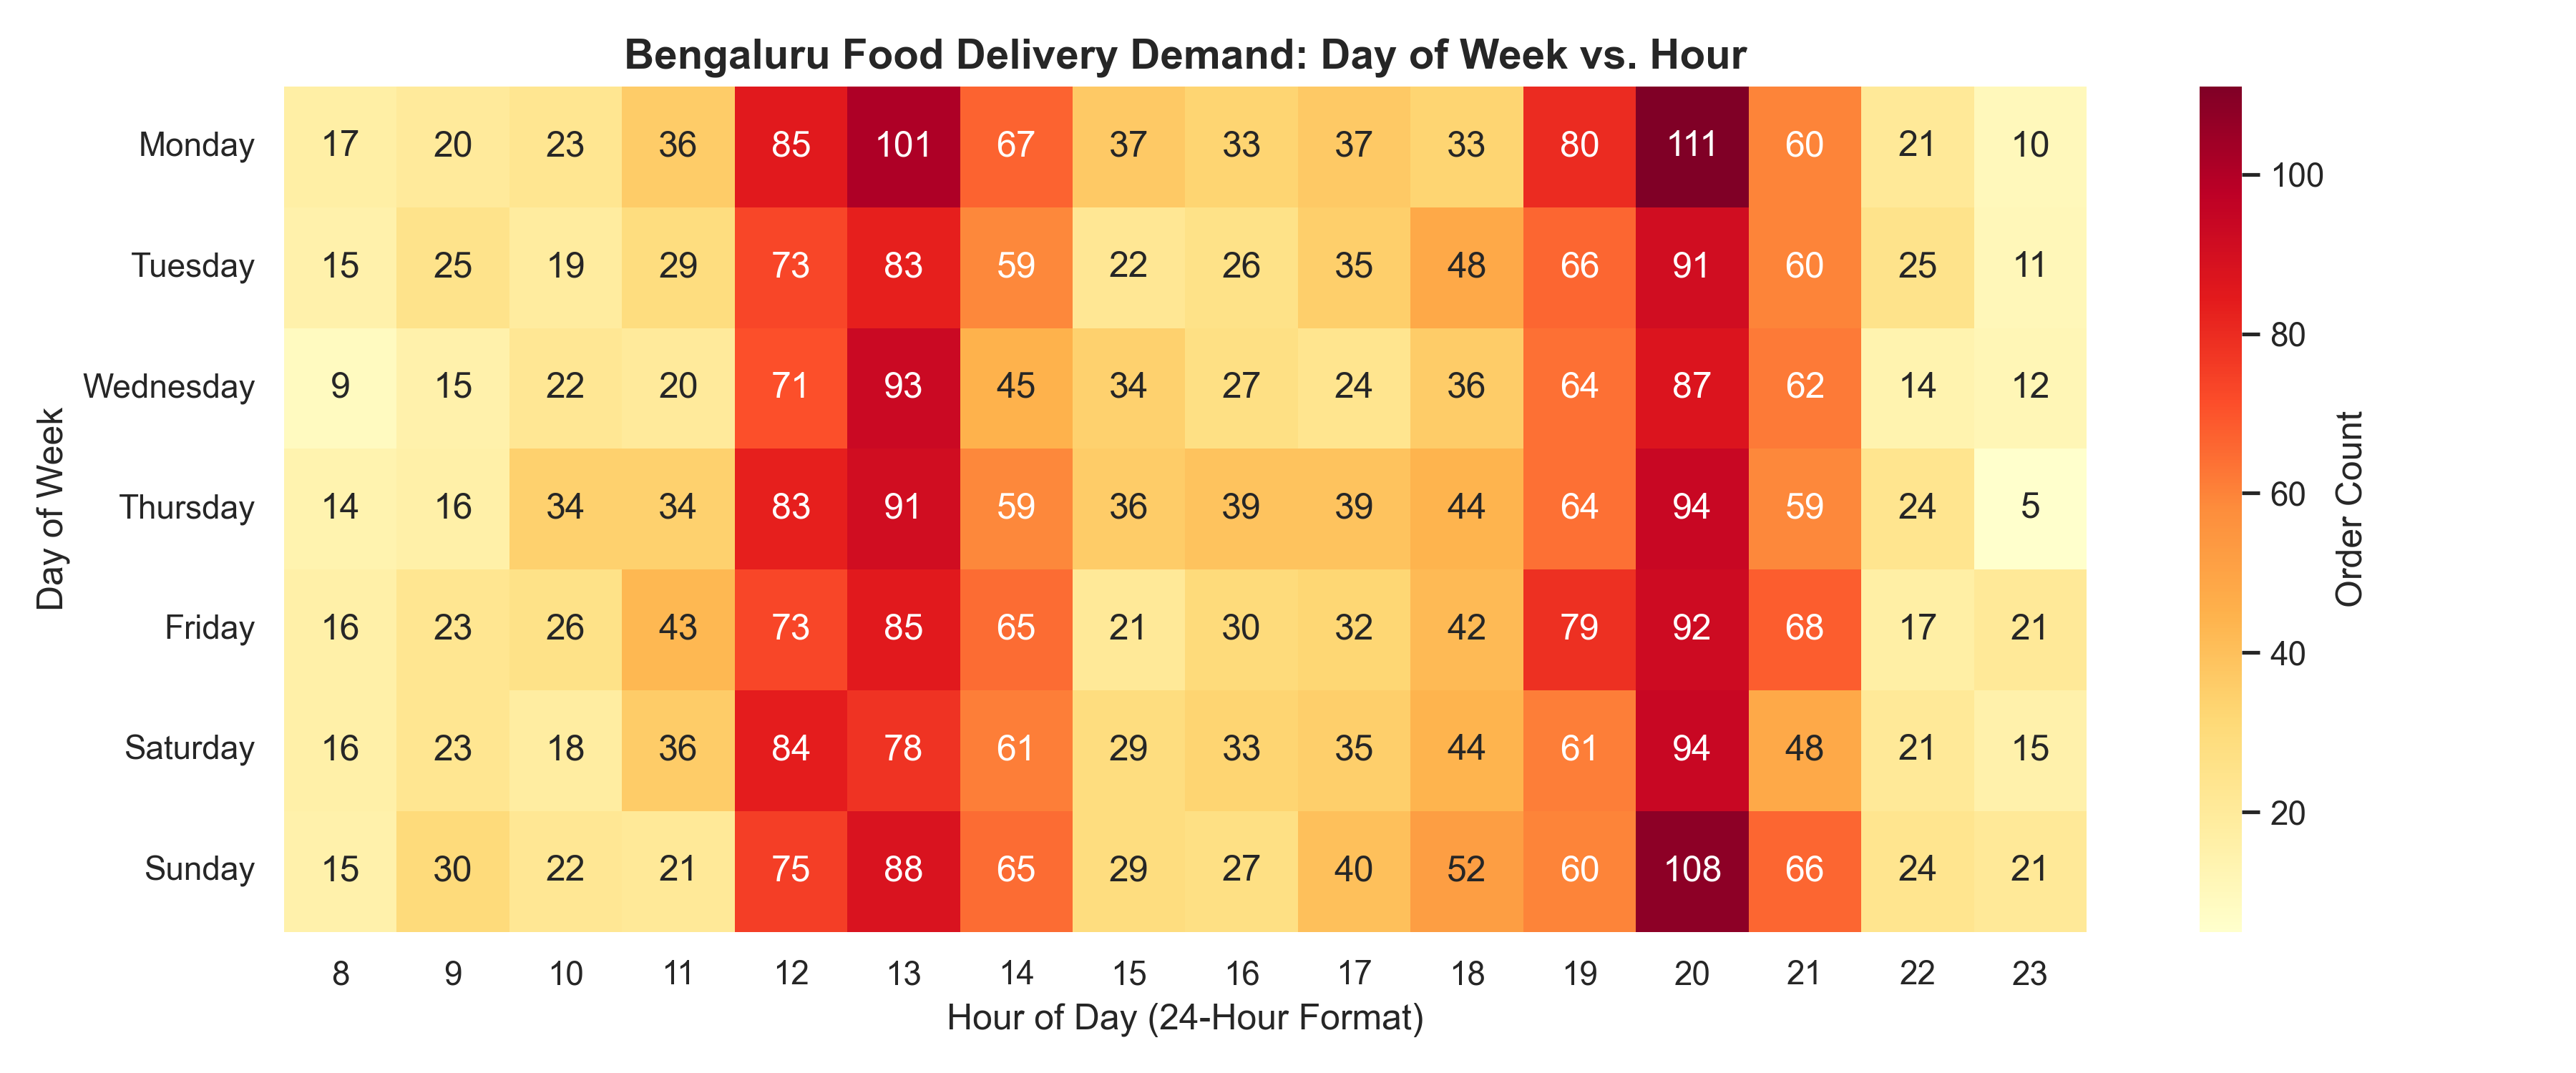 Bengaluru Food Delivery Demand: Day of Week vs. Hour
Day of Week
Monday 17 20 23 36 85 101 67 37 33 37 33 80 111 60 21 10
Tuesday 15 25 19 29 73 83 59 22 26 35 48 66 91 60 25 11
Wednesday 9 15 22 20 71 93 45 34 27 24 36 64 87 62 14 12
Thursday 14 16 34 34 83 91 59 36 39 39 44 64 94 59 24 5
Friday 16 23 26 43 73 85 65 21 30 32 42 79 92 68 17 21
Saturday 16 23 18 36 84 78 61 29 33 35 44 61 94 48 21 15
Sunday 15 30 22 21 75 88 65 29 27 40 52 60 108 66 24 21
8 9 10 11 12 13 14 15 16 17 18 19 20 21 22 23
Hour of Day (24-Hour Format)
100
80
60
40
20
Order Count